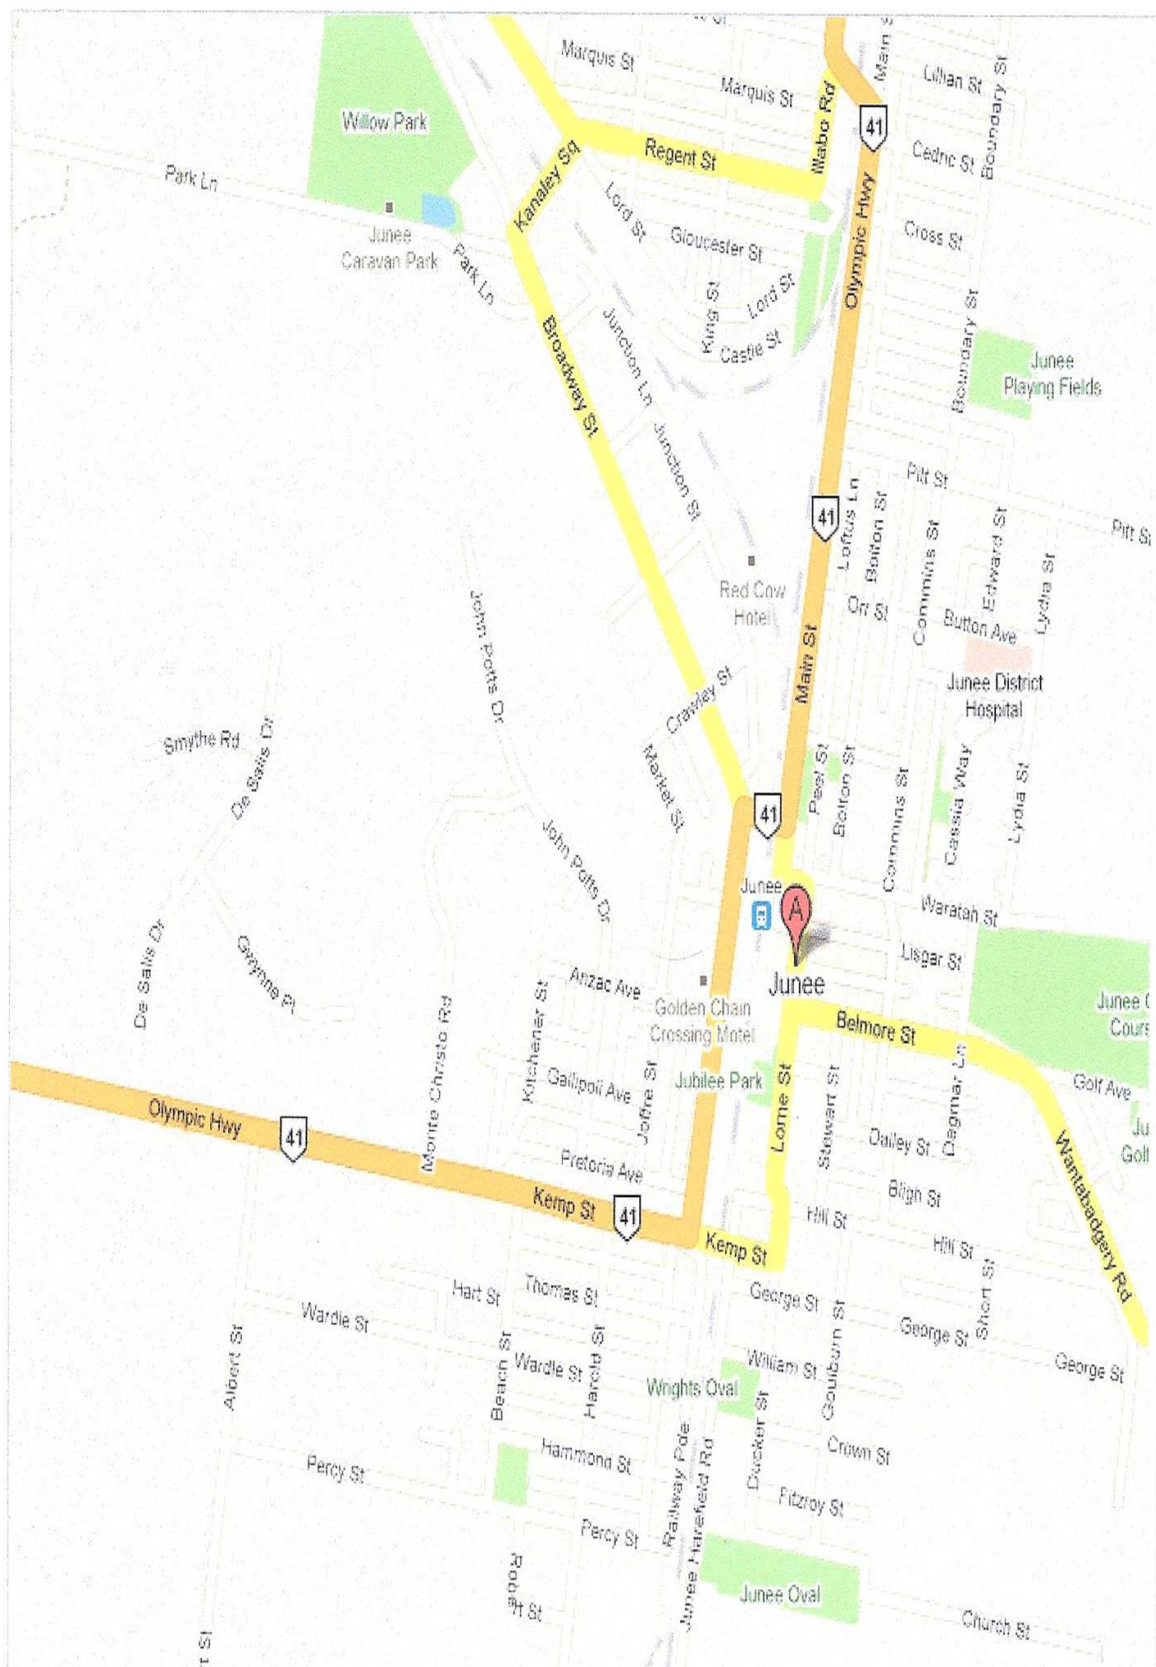 Marquis St
Marquis St
Main S
Lillian St
Boundary St
Willow Park
Illabo Rd
41
Cedric St
Regent St
Kanaley Sq
Park Ln
Lord St
Olympic Hwy
Junee
Caravan Park
Gloucester St
Cross St
Park Ln
King St
Lord St
Castle St
Boundary St
Junction Ln
Broadway St
Junee
Playing Fields
Junction St
Pitt St
41
Loftus Ln
Bolton St
Pitt St
Commins St
Edward St
Lydia St
Red Cow
Hotel
Orr St
Button Ave
John Potts Dr
Main St
Junee District
Hospital
Crawley St
Smythe Rd
De Salis Dr
Market St
Peel St
Bolton St
Commins St
Cassia Way
Lydia St
41
John Potts Dr
Junee
A
Waratah St
Lisgar St
De Salis Dr
Gwynne Pl
Anzac Ave
Junee
Golden Chain
Crossing Motel
Junee
Cours
Belmore St
Monte Christo Rd
Kitchener St
Gallipoli Ave
Joffre St
Jubilee Park
Lorne St
Stewart St
Dagmar Ln
Golf Ave
Olympic Hwy
41
Dailey St
Ju
Golf
Pretoria Ave
Wantabadgery Rd
Bligh St
Kemp St
41
Hill St
Hill St
Kemp St
Hart St
Thomas St
George St
Short St
Wardle St
George St
Albert St
Beach St
Wardle St
Harold St
William St
Goulburn St
George St
Wrights Oval
Ducker St
Hammond St
Crown St
Percy St
Railway Pde
Junee Harefield Rd
Fitzroy St
Percy St
Junee Oval
Church St